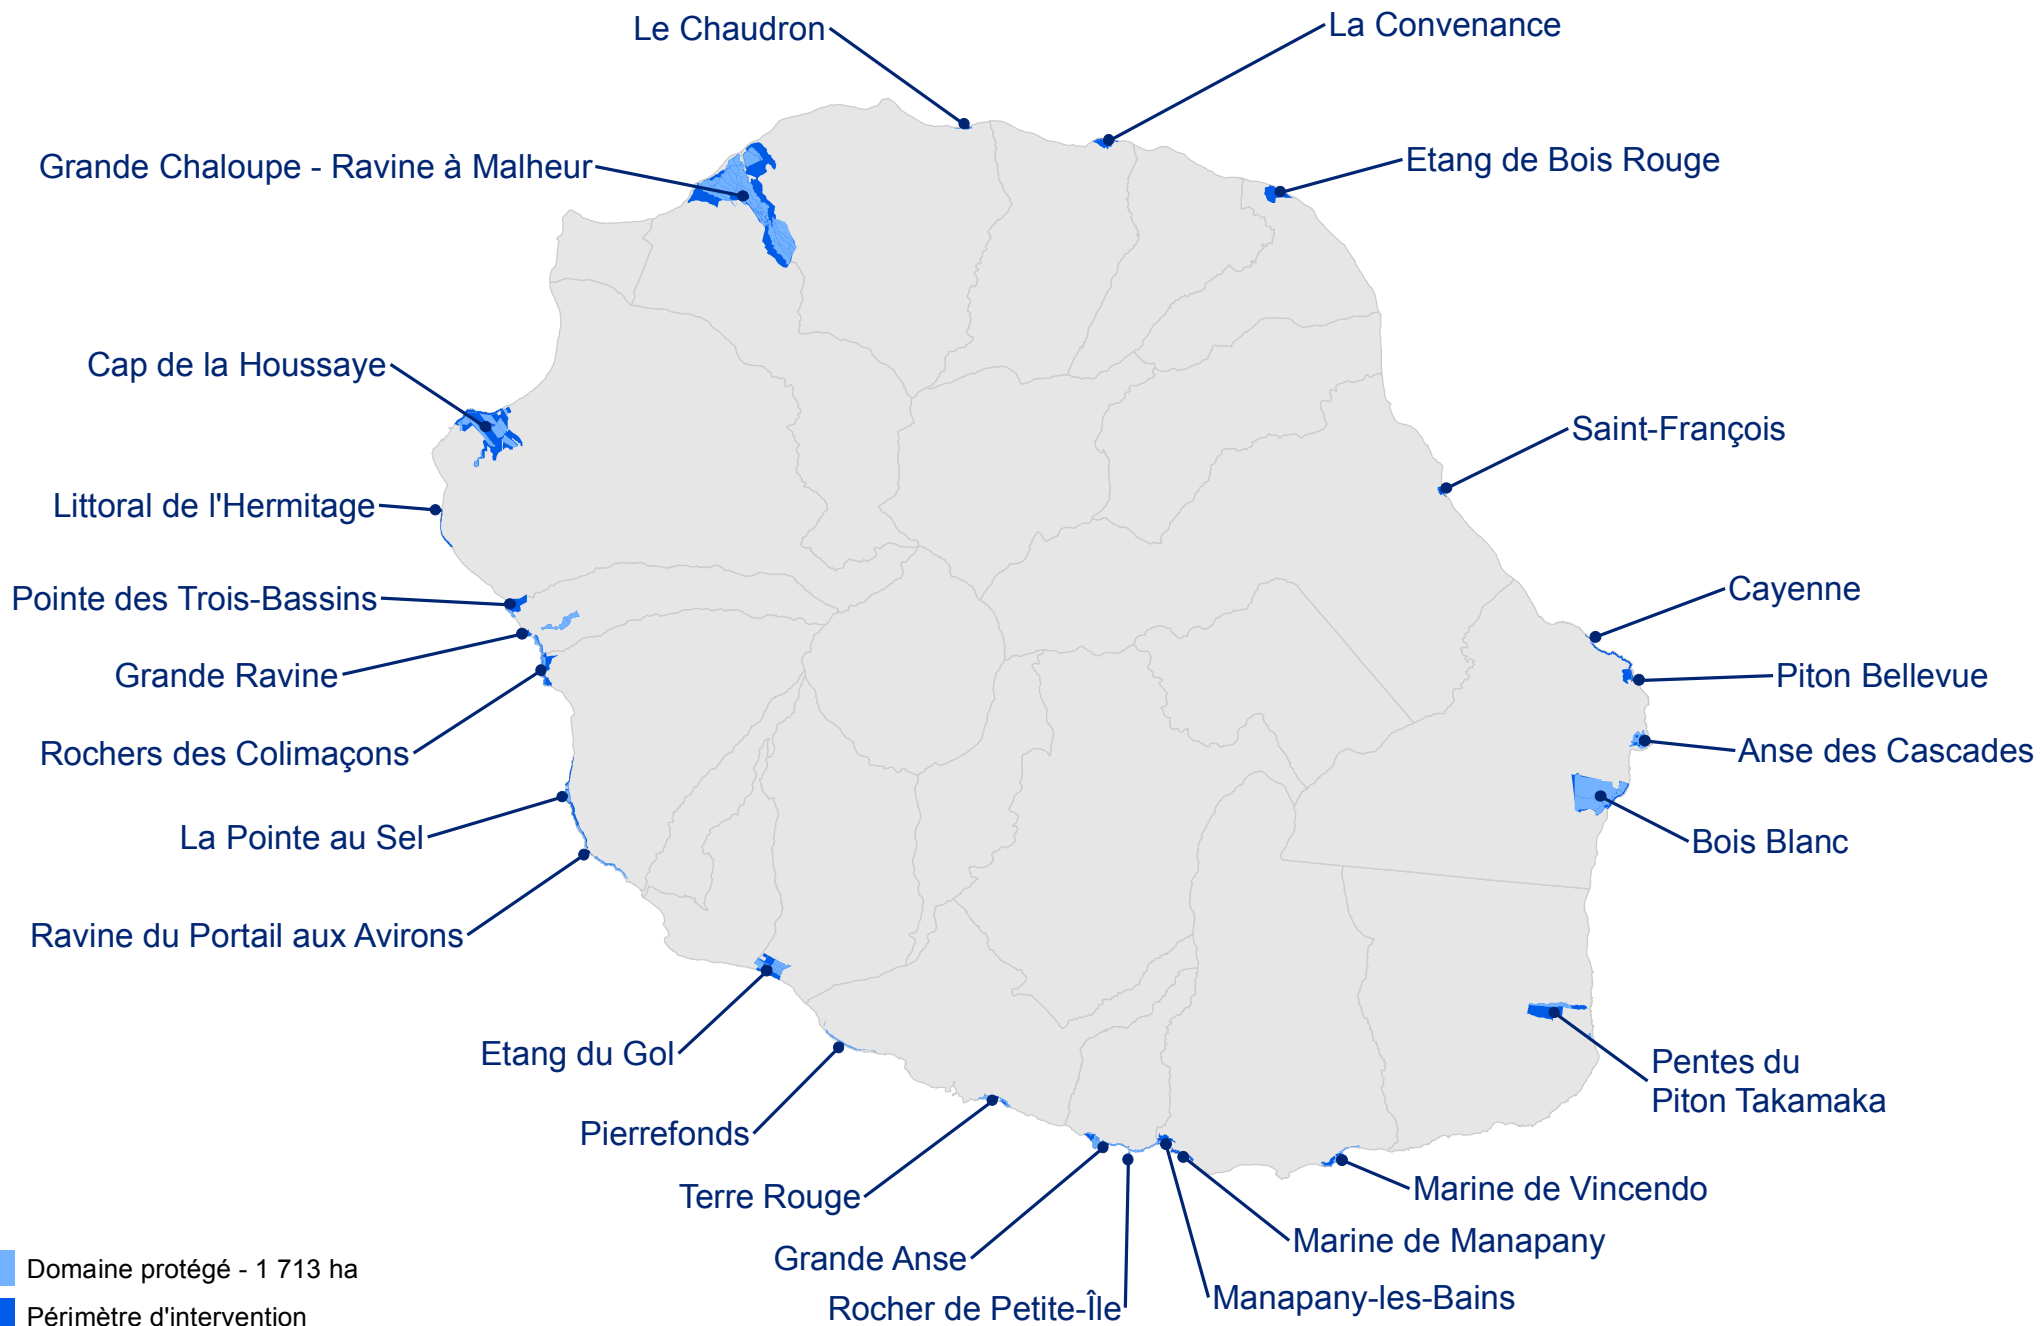 Le Chaudron
La Convenance
Grande Chaloupe - Ravine à Malheur
Etang de Bois Rouge
Cap de la Houssaye
Saint-François
Littoral de l'Hermitage
Pointe des Trois-Bassins
Cayenne
Grande Ravine
Piton Bellevue
Rochers des Colimaçons
Anse des Cascades
La Pointe au Sel
Bois Blanc
Ravine du Portail aux Avirons
Etang du Gol
Pentes du
Piton Takamaka
Pierrefonds
Terre Rouge
Marine de Vincendo
Marine de Manapany
Grande Anse
Manapany-les-Bains
Rocher de Petite-Île
Domaine protégé - 1 713 ha
Périmètre d'intervention